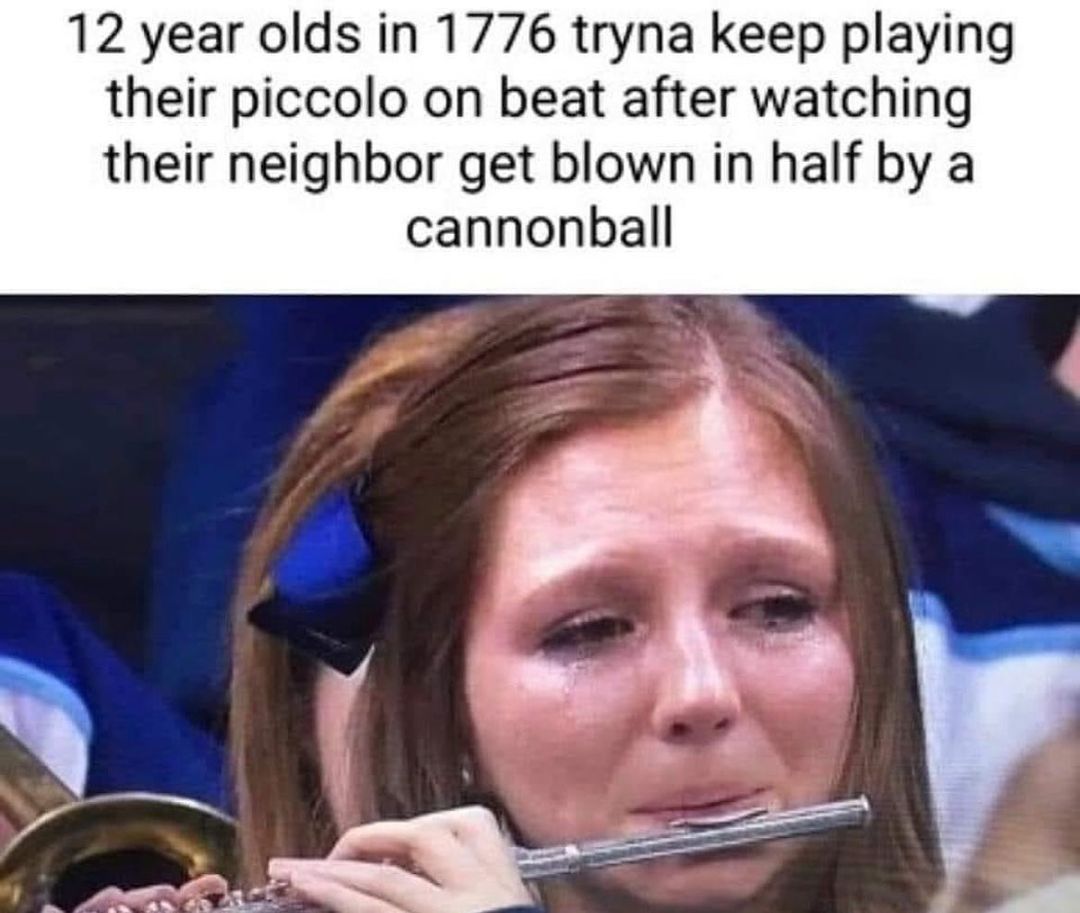 12 year olds in 1776 tryna keep playing
their piccolo on beat after watching
their neighbor get blown in half by a
cannonball